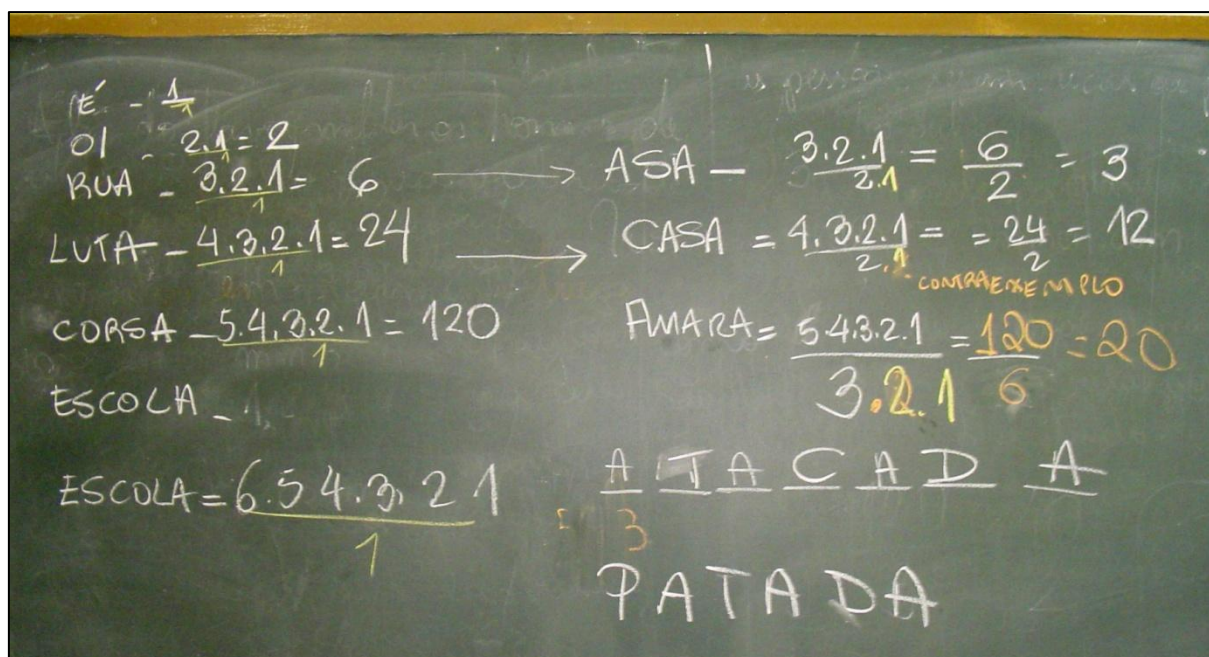 É - 1/1
OI - 2.1/1 = 2
RUA - 3.2.1/1 = 6 → ASA - 3.2.1/2.1 = 6/2 = 3
LUTA - 4.3.2.1/1 = 24 → CASA = 4.3.2.1/2.1 = = 24/2 = 12
CONTRAEXEMPLO
CORSA - 5.4.3.2.1/1 = 120 AMARA = 5.4.3.2.1/3.2.1 = 120/6 = 20
ESCOLA -
ESCOLA = 6.5 4.3.2 1/1 A T A C A D A
3
PATADA